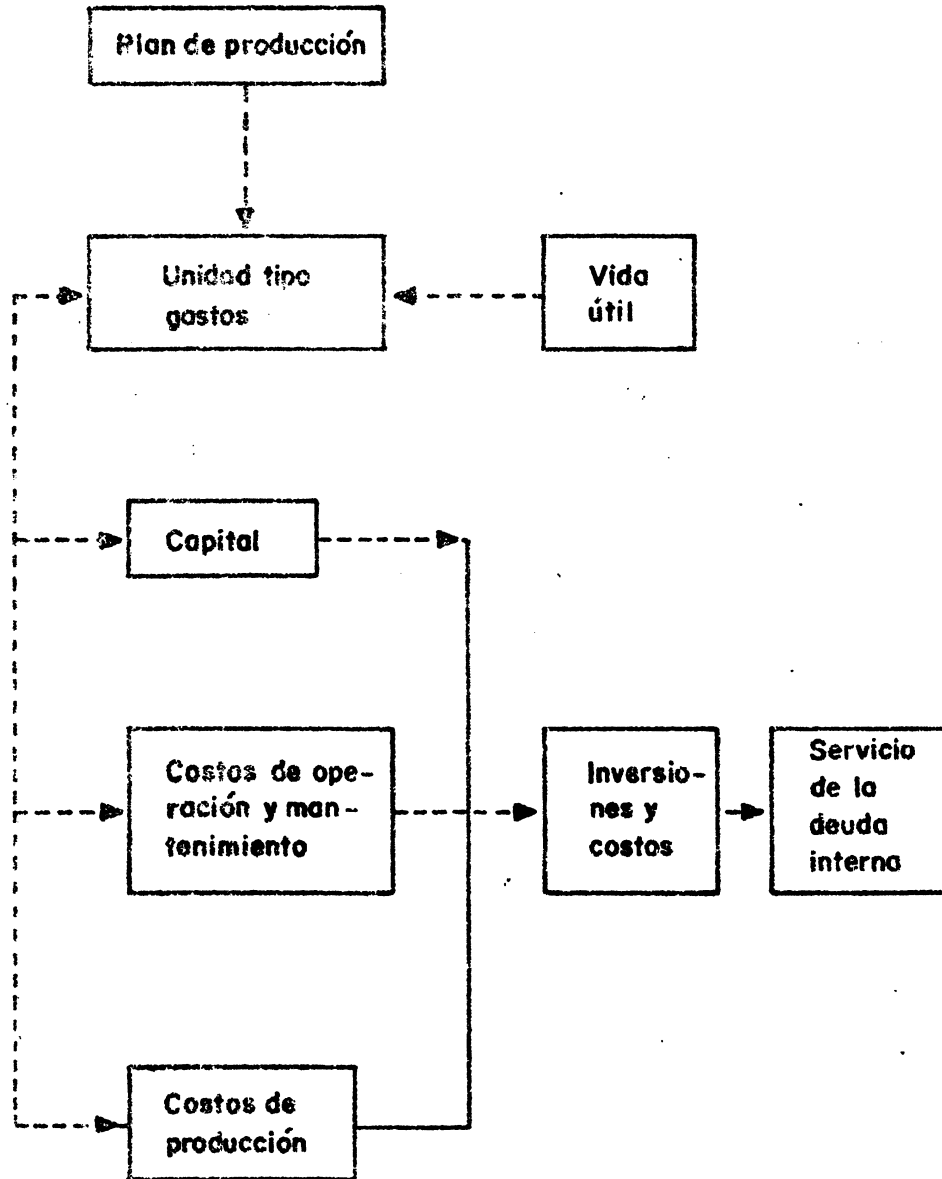 Plan de producción
Unidad tipo
gastos
Vida
útil
Capital
Costos de ope-
ración y man-
tenimiento
Inversio-
nes y
costos
Servicio
de la
deuda
interna
Costos de
producción